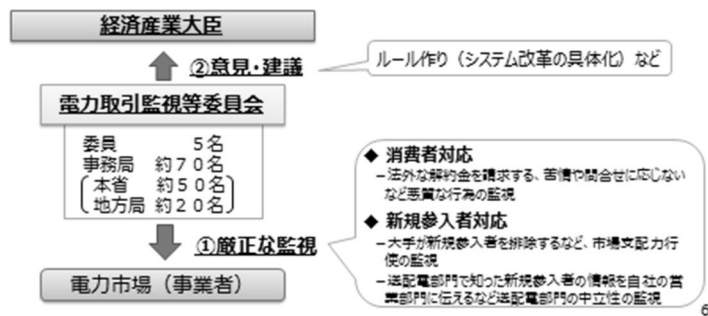 経済産業大臣
②意見・建議
ルール作り（システム改革の具体化）など
電力取引監視等委員会
委員　　　　５名
事務局　約７０名
本省　約５０名
地方局　約２０名
①厳正な監視
電力市場（事業者）
◆ 消費者対応
－法外な解約金を請求する、苦情や問合せに応じない
など悪質な行為の監視
◆ 新規参入者対応
－大手が新規参入者を排除するなど、市場支配力行
使の監視
－送配電部門で知った新規参入者の情報を自社の営
業部門に伝えるなど送配電部門の中立性の監視
6